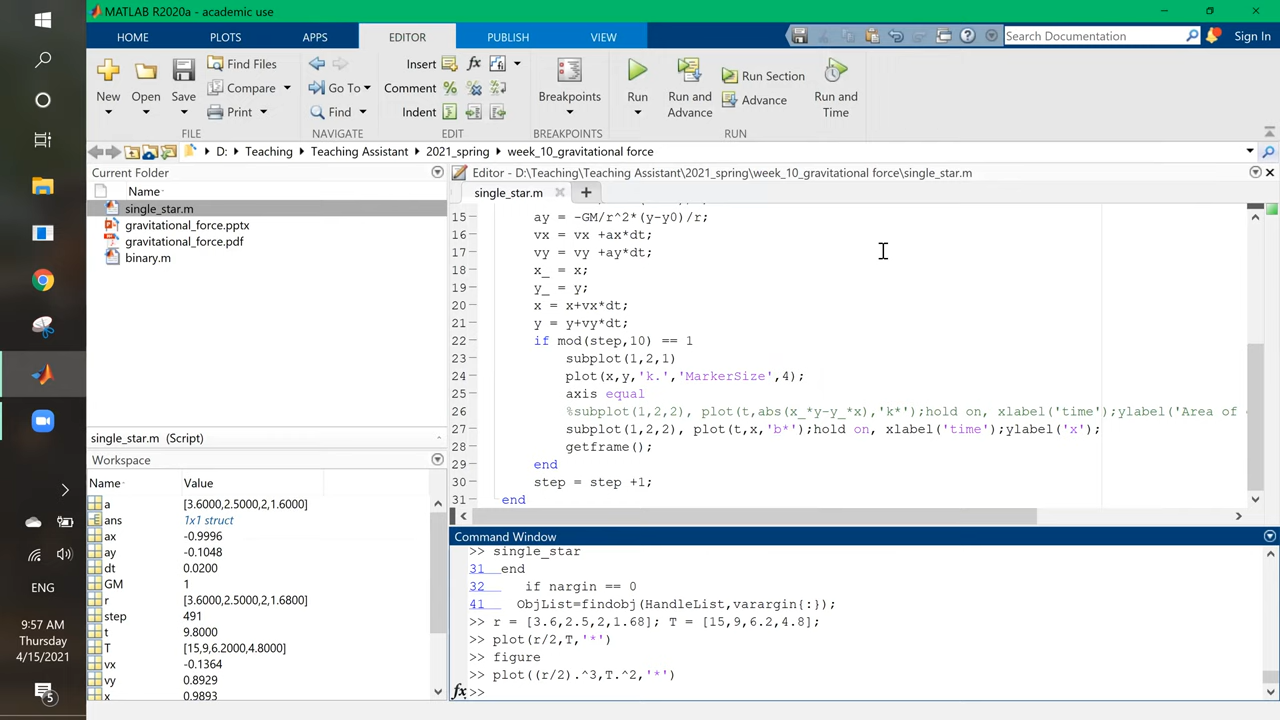 MATLAB R2020a - academic use
HOME PLOTS APPS EDITOR PUBLISH VIEW Search Documentation Sign In
New Open Save Find Files Compare Print
Go To Find
Insert fx
Comment %
Indent
Breakpoints
Run Run and Advance Run Section Advance Run and Time
FILE NAVIGATE EDIT BREAKPOINTS RUN
D: Teaching Teaching Assistant 2021_spring week_10_gravitational force
Current Folder
Name
single_star.m
gravitational_force.pptx
gravitational_force.pdf
binary.m
single_star.m (Script)
Workspace
Name Value
a [3.6000,2.5000,2,1.6000]
ans 1x1 struct
ax -0.9996
ay -0.1048
dt 0.0200
GM 1
r [3.6000,2.5000,2,1.6800]
step 491
t 9.8000
T [15,9,6.2000,4.8000]
vx -0.1364
vy 0.8929
x 0.9893
Editor - D:\Teaching\Teaching Assistant\2021_spring\week_10_gravitational force\single_star.m
single_star.m
15 ay = -GM/r^2*(y-y0)/r;
16 vx = vx +ax*dt;
17 vy = vy +ay*dt;
18 x_ = x;
19 y_ = y;
20 x = x+vx*dt;
21 y = y+vy*dt;
22 if mod(step,10) == 1
23 subplot(1,2,1)
24 plot(x,y,'k.','MarkerSize',4);
25 axis equal
26 %subplot(1,2,2), plot(t,abs(x_*y-y_*x),'k*');hold on, xlabel('time');ylabel('Area of
27 subplot(1,2,2), plot(t,x,'b*');hold on, xlabel('time');ylabel('x');
28 getframe();
29 end
30 step = step +1;
31 end
Command Window
>> single_star
31 end
32 if nargin == 0
41 ObjList=findobj(HandleList,varargin{:});
>> r = [3.6,2.5,2,1.68]; T = [15,9,6.2,4.8];
>> plot(r/2,T,'*')
>> figure
>> plot((r/2).^3,T.^2,'*')
fx >>
ENG
9:57 AM
Thursday
4/15/2021
5